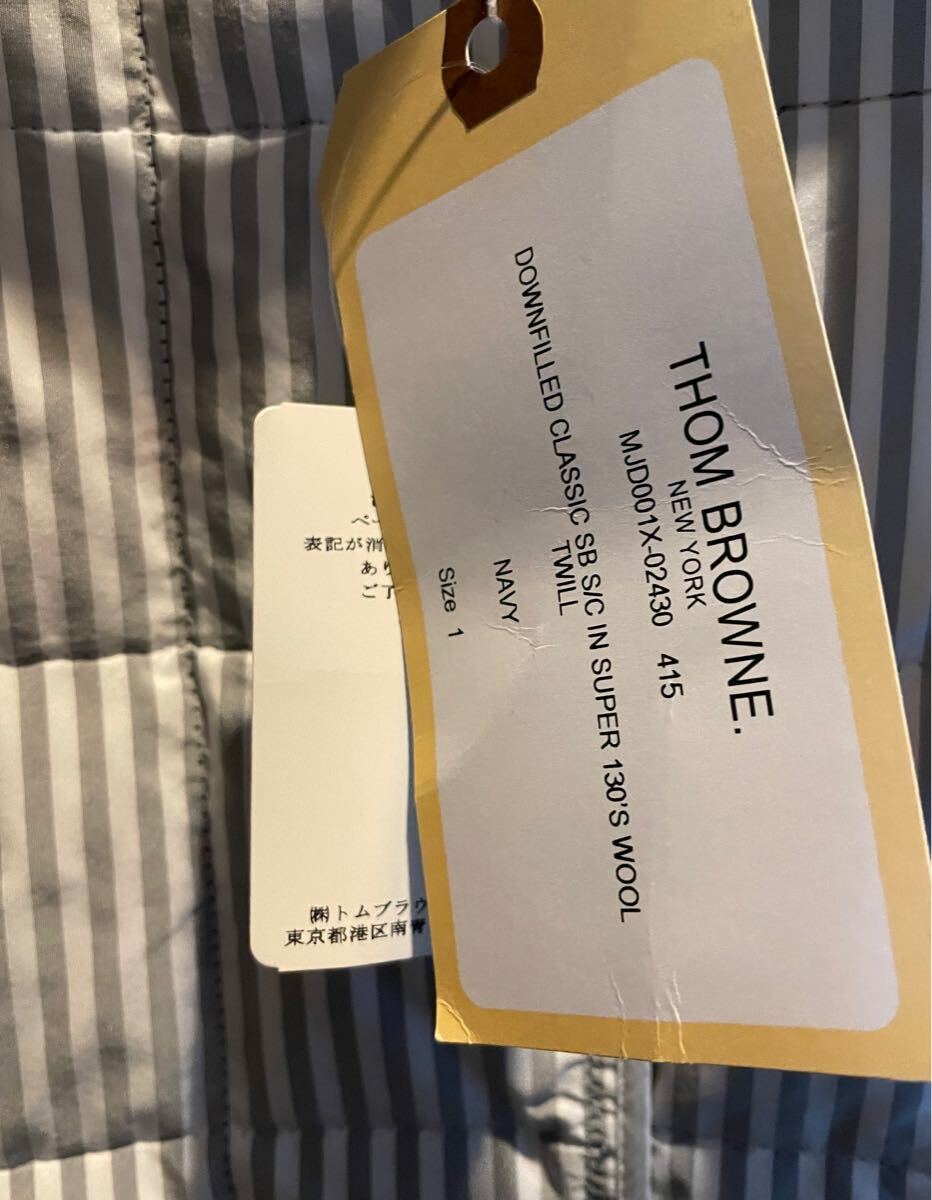 THOM BROWNE.
NEW YORK
MJD001X-02430 415
DOWNFILLED CLASSIC SB S/C IN SUPER 130'S WOOL
TWILL
NAVY
Size 1
表記が消
あり
ご了
㈱トムブラウ
東京都港区南青